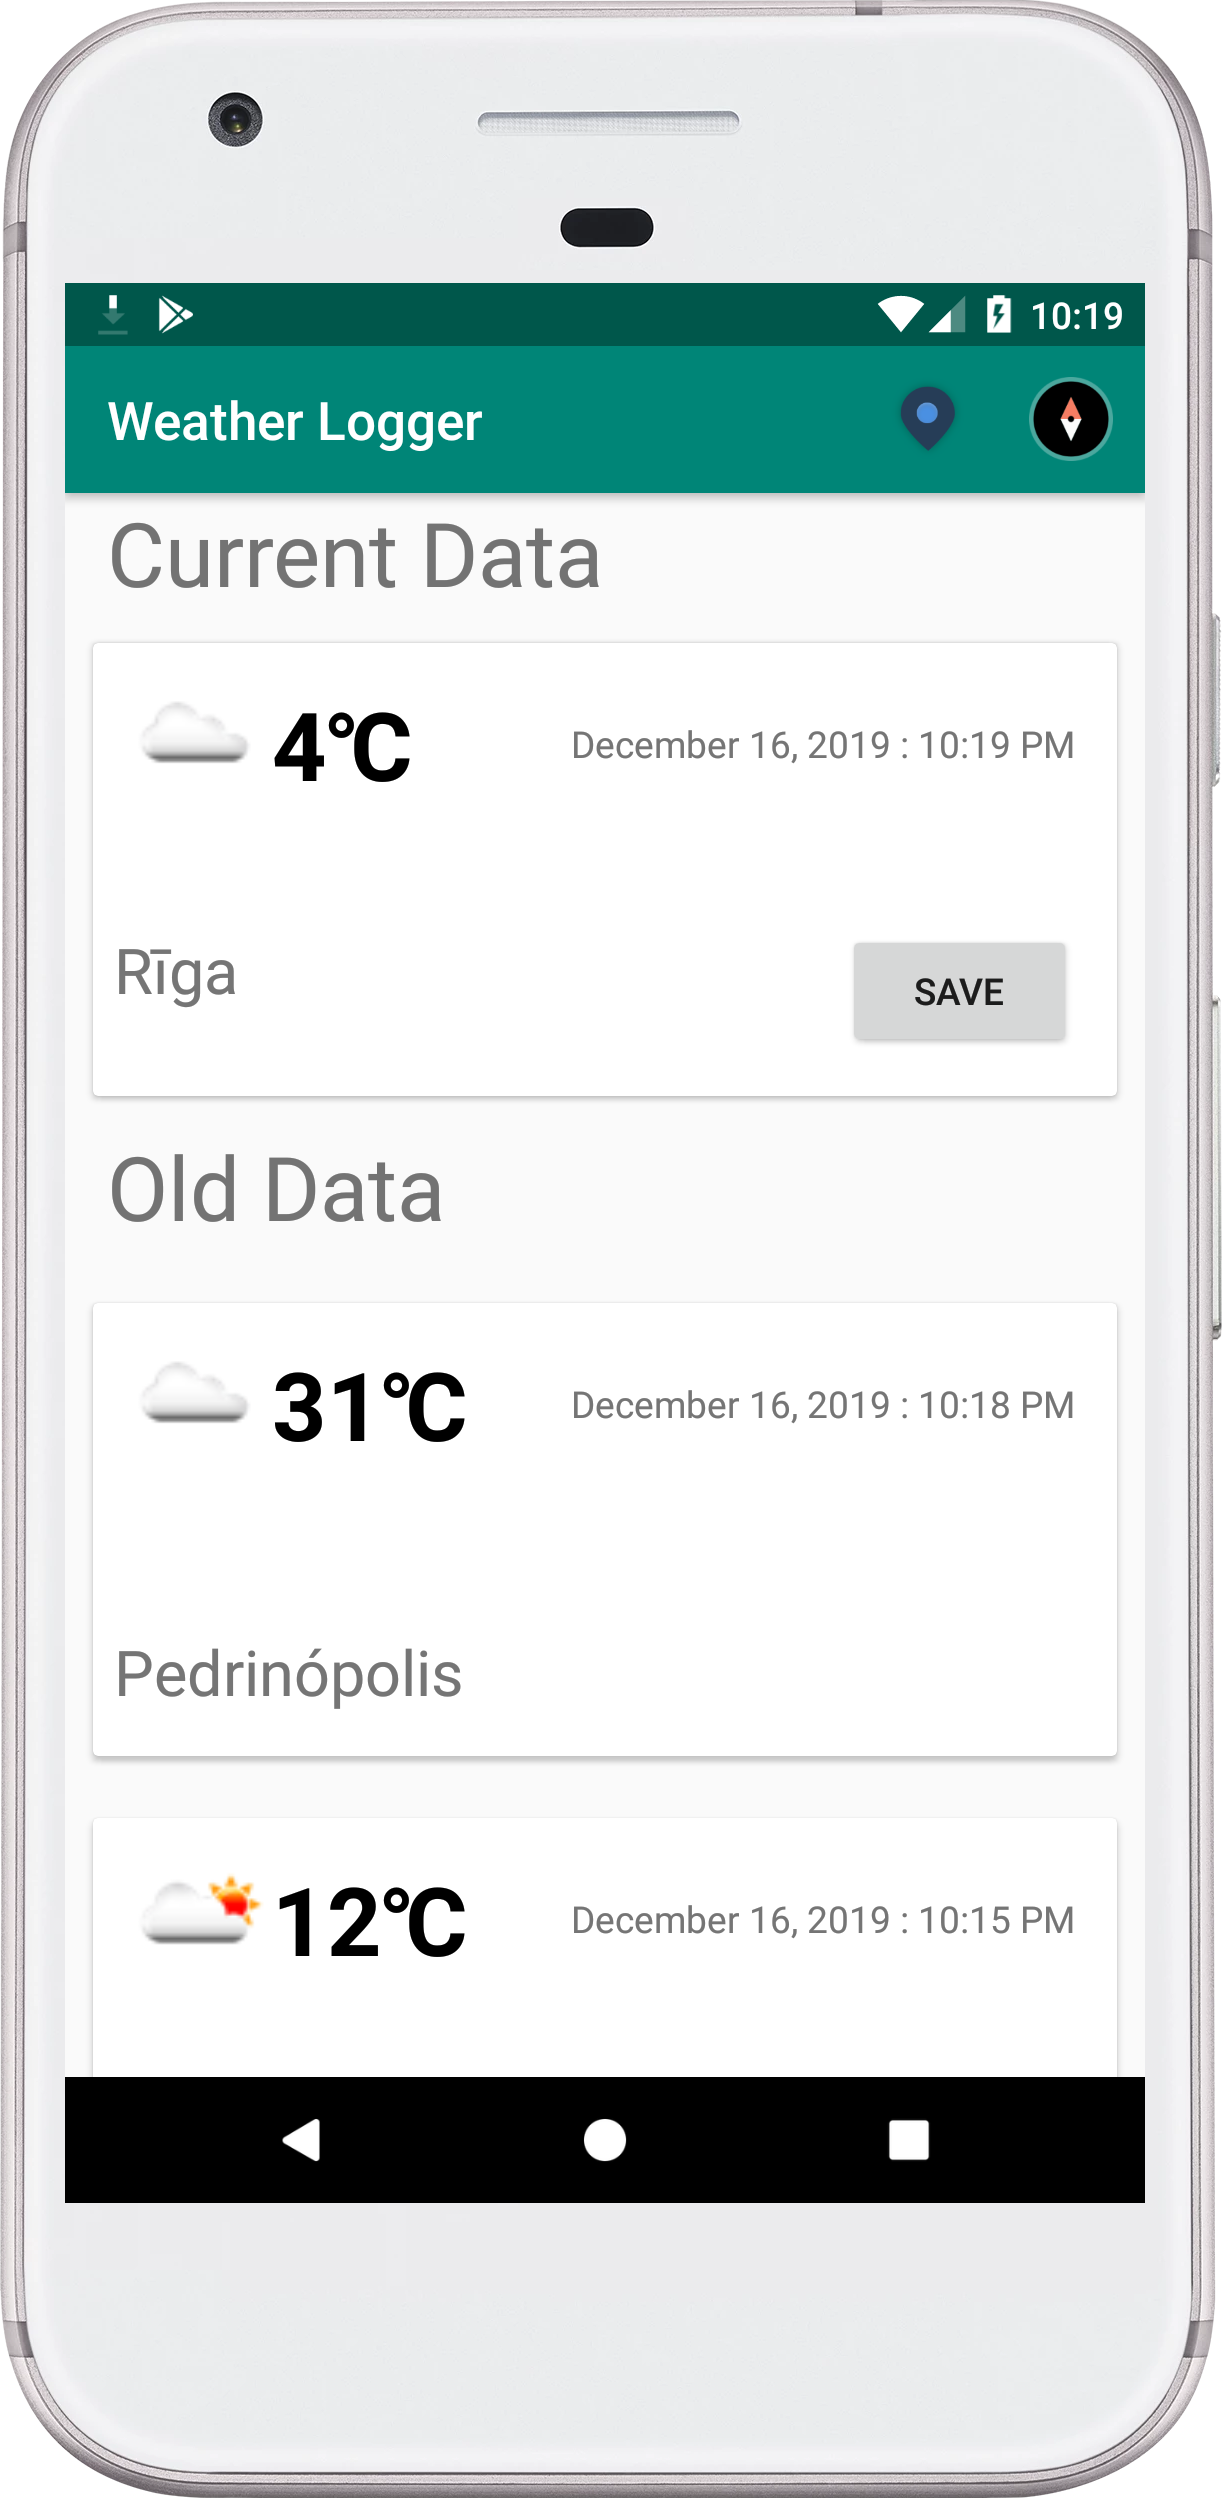 10:19
Weather Logger
Current Data
4°C
December 16, 2019 : 10:19 PM
Rīga
SAVE
Old Data
31°C
December 16, 2019 : 10:18 PM
Pedrinópolis
12°C
December 16, 2019 : 10:15 PM